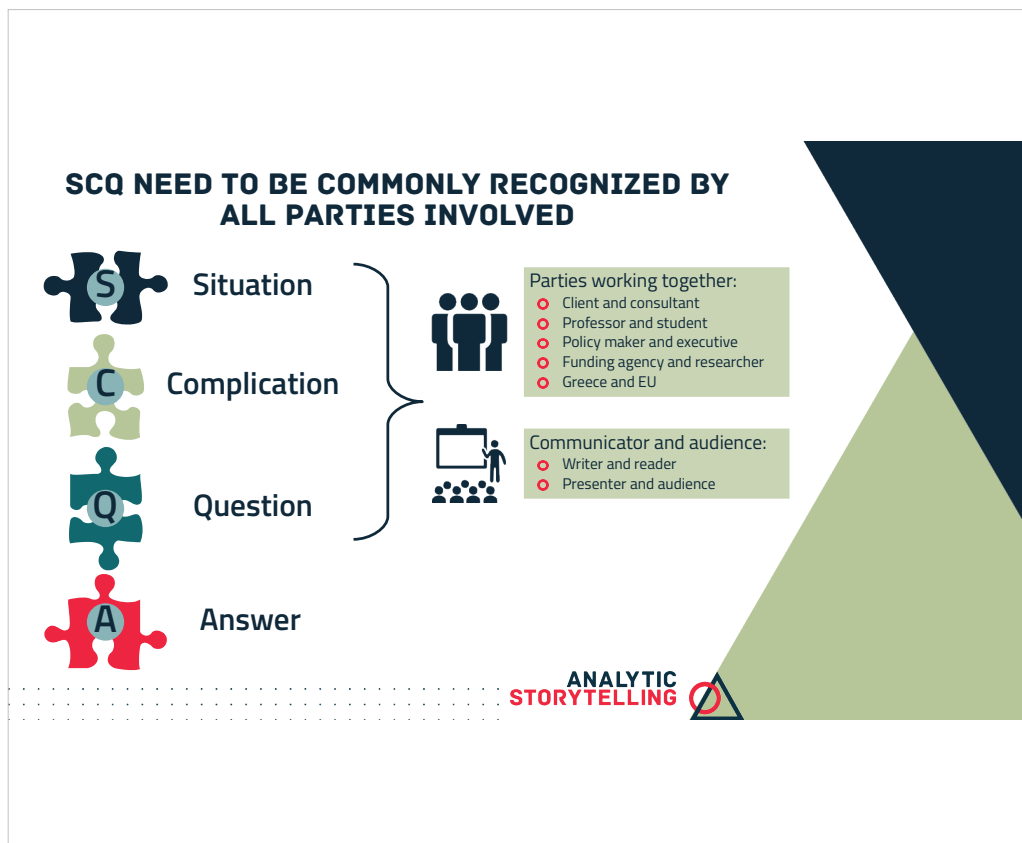 SCQ NEED TO BE COMMONLY RECOGNIZED BY
ALL PARTIES INVOLVED
S
Situation
C
Complication
Q
Question
A
Answer
Parties working together:
Client and consultant
Professor and student
Policy maker and executive
Funding agency and researcher
Greece and EU
Communicator and audience:
Writer and reader
Presenter and audience
ANALYTIC
STORYTELLING